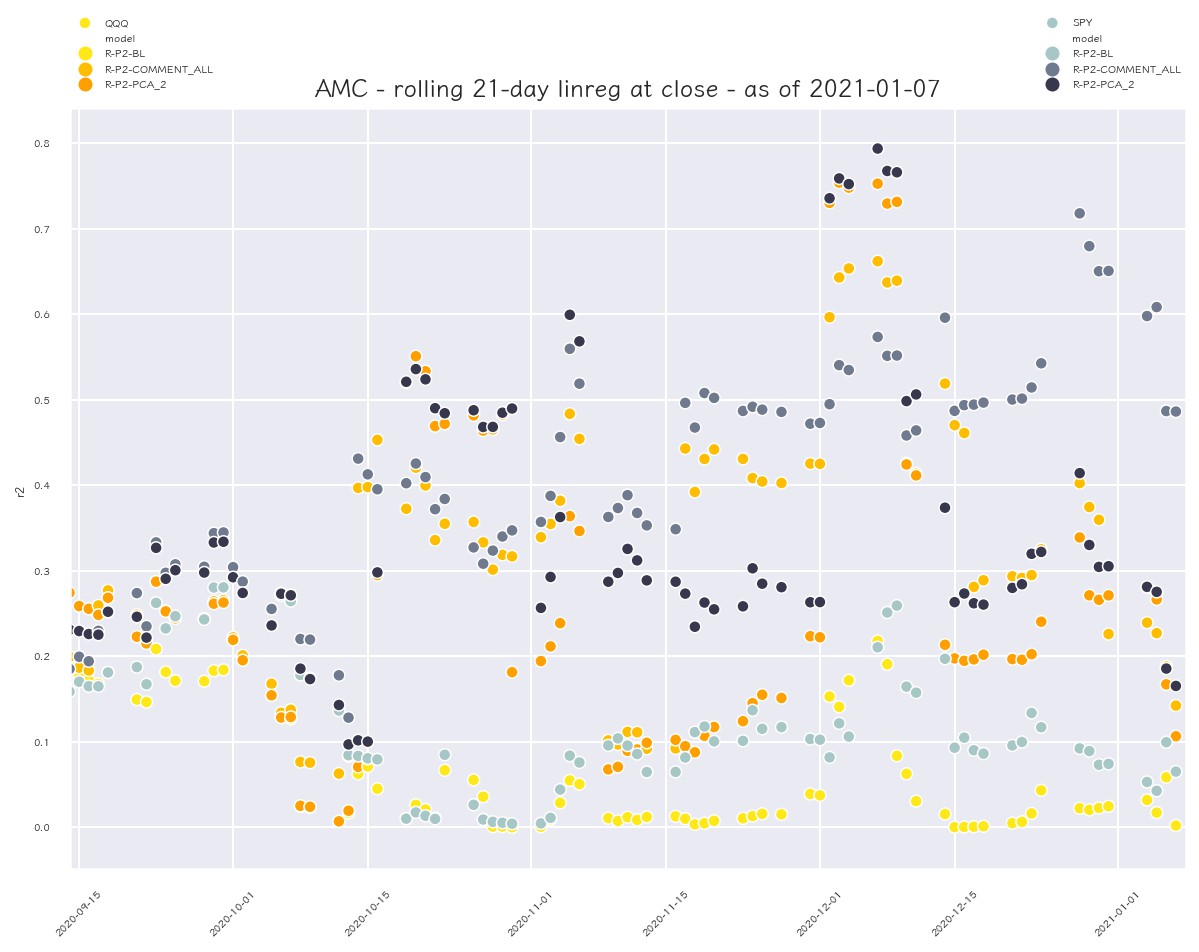 QQQ
model
R-P2-BL
R-P2-COMMENT_ALL
R-P2-PCA_2
SPY
model
R-P2-BL
R-P2-COMMENT_ALL
R-P2-PCA_2
AMC - rolling 21-day linreg at close - as of 2021-01-07
0.8
0.7
0.6
0.5
0.4
0.3
0.2
0.1
0.0
r2
2020-09-15
2020-10-01
2020-10-15
2020-11-01
2020-11-15
2020-12-01
2020-12-15
2021-01-01